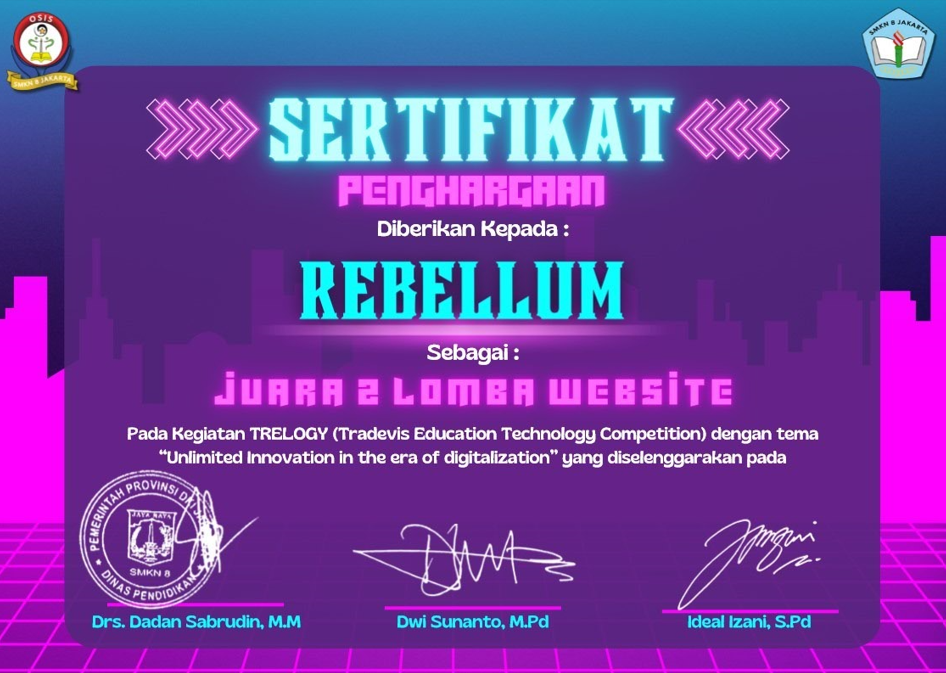 OSIS
SMKN 8 JAKARTA
SMKN 8 JAKARTA
SERTIFIKAT
PENGHARGAAN
Diberikan Kepada :
REBELLUM
Sebagai :
JUARA 2 LOMBA WEBSITE
Pada Kegiatan TRELOGY (Tradevis Education Technology Competition) dengan tema
“Unlimited Innovation in the era of digitalization” yang diselenggarakan pada
PEMERINTAH PROVINSI DKI
JAYA RAYA
SMKN 8
DINAS PENDIDIKAN
Drs. Dadan Sabrudin, M.M
Dwi Sunanto, M.Pd
Ideal Izani, S.Pd